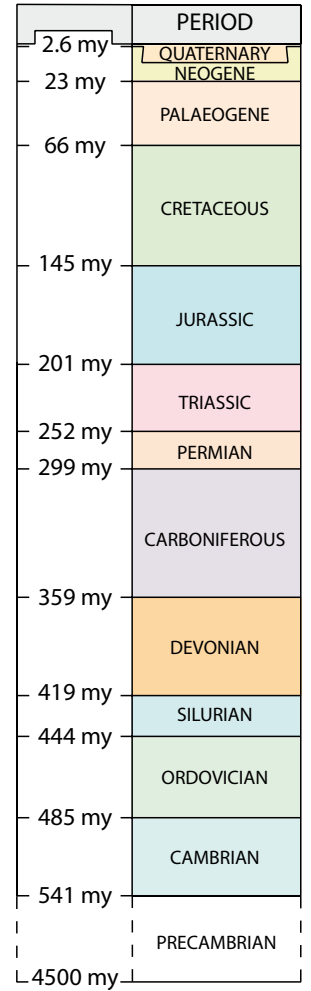 PERIOD
2.6 my
QUATERNARY
NEOGENE
23 my
PALAEOGENE
66 my
CRETACEOUS
145 my
JURASSIC
201 my
TRIASSIC
252 my
PERMIAN
299 my
CARBONIFEROUS
359 my
DEVONIAN
419 my
SILURIAN
444 my
ORDOVICIAN
485 my
CAMBRIAN
541 my
PRECAMBRIAN
4500 my